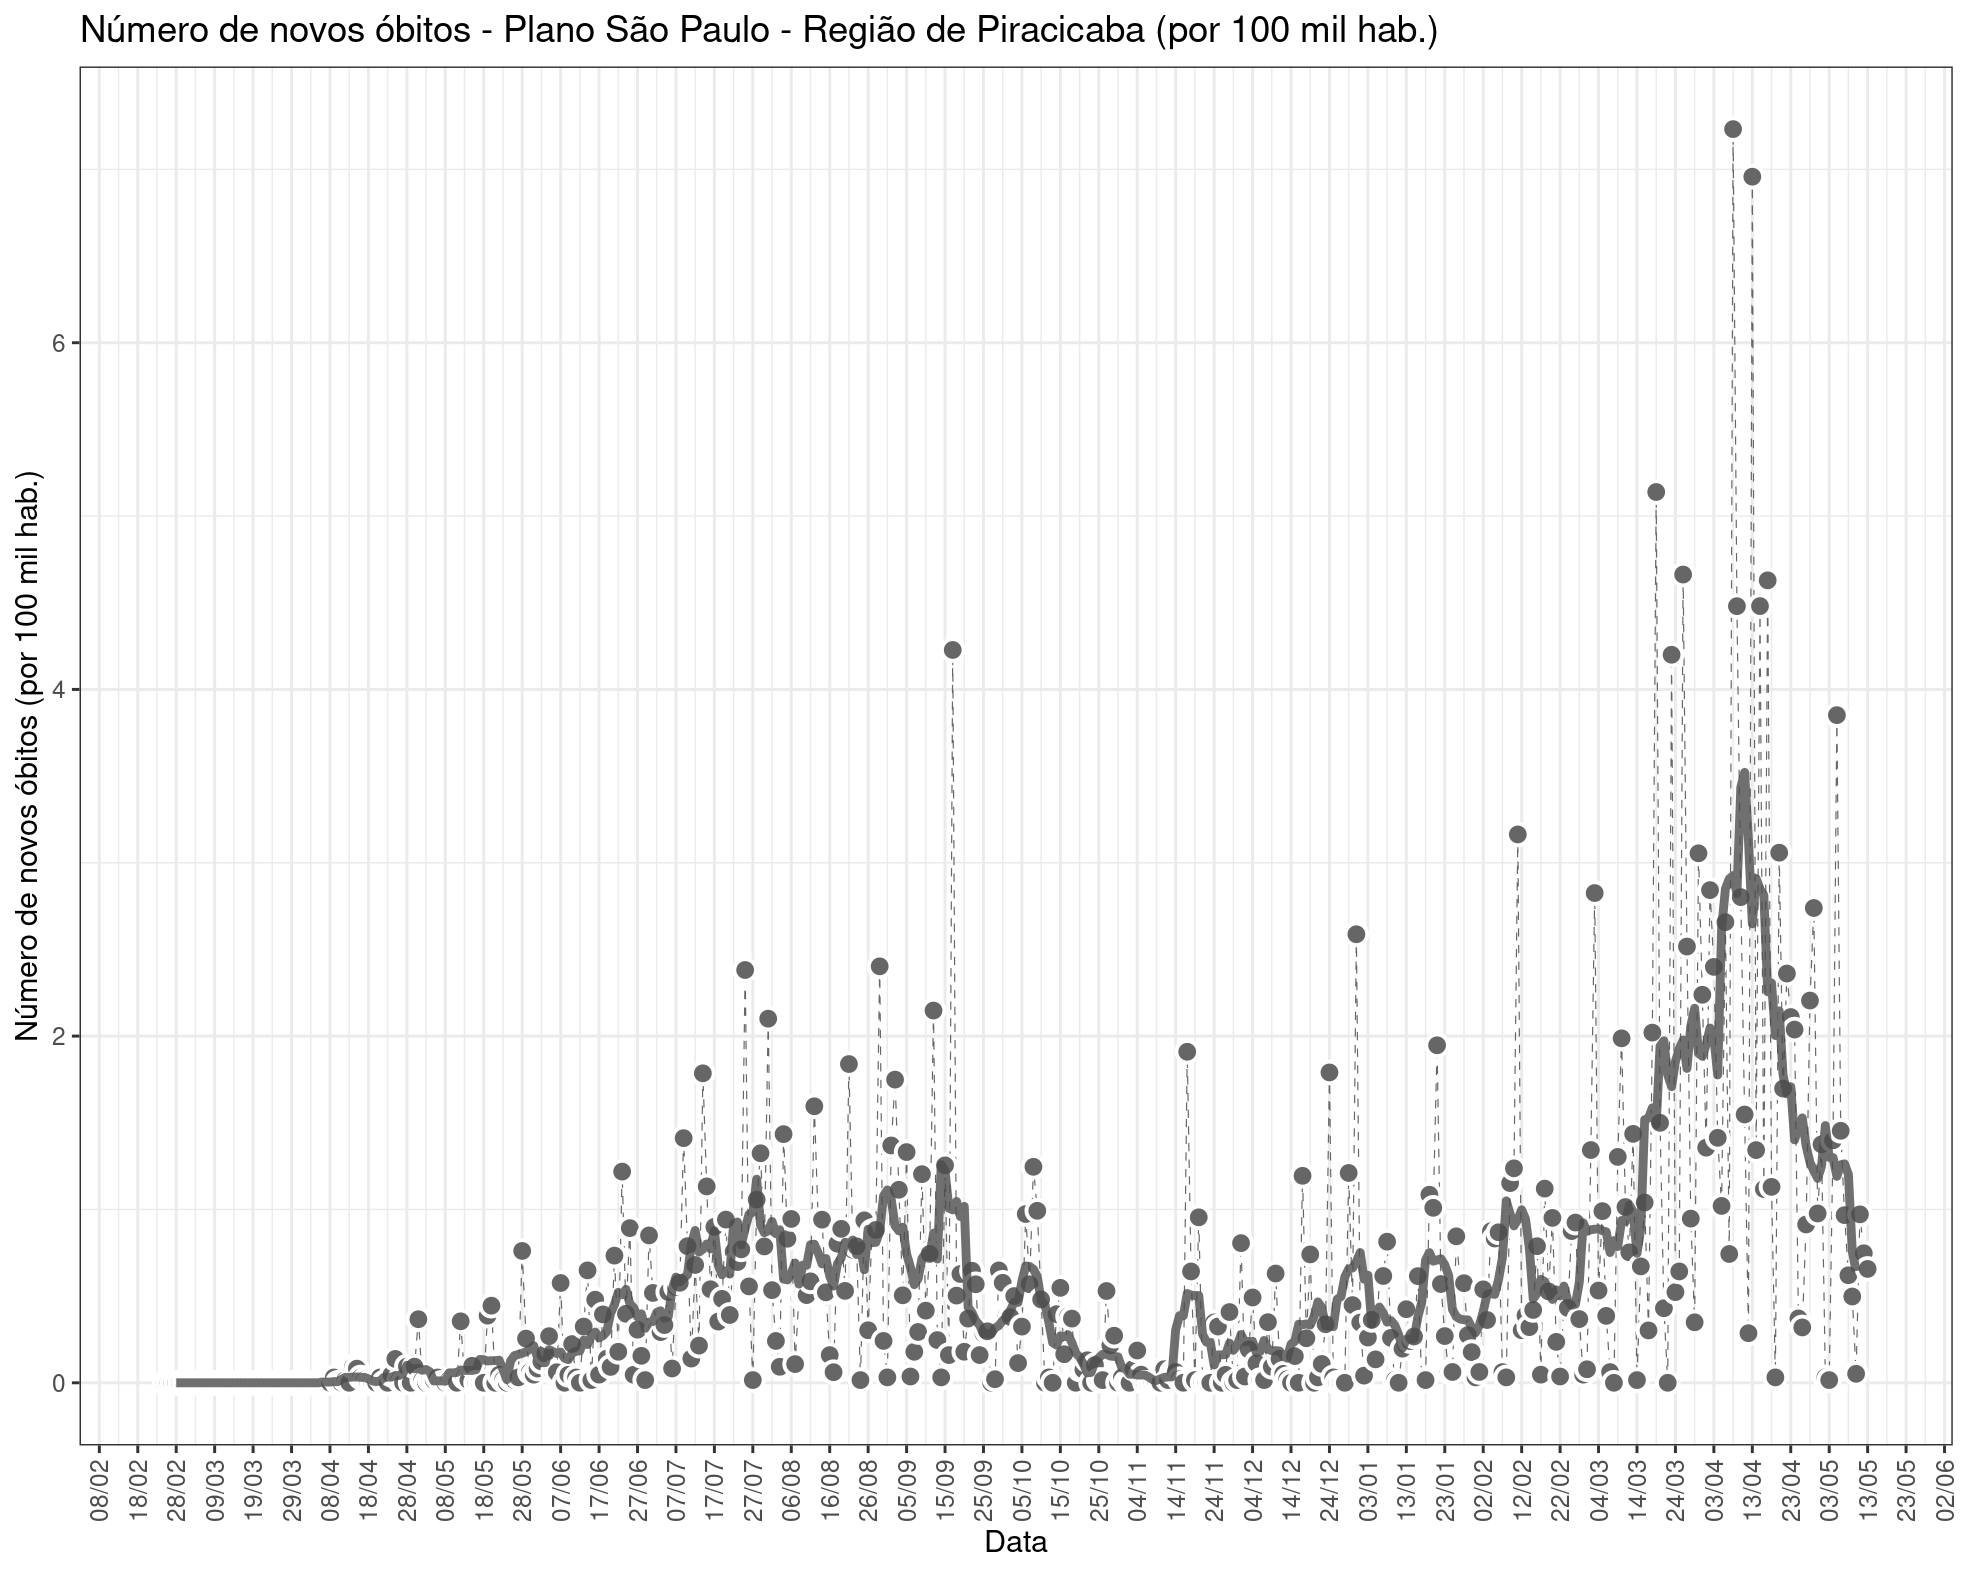 Número de novos óbitos - Plano São Paulo - Região de Piracicaba (por 100 mil hab.)
Número de novos óbitos (por 100 mil hab.)
6
4
2
0
08/02 18/02 28/02 09/03 19/03 29/03 08/04 18/04 28/04 08/05 18/05 28/05 07/06 17/06 27/06 07/07 17/07 27/07 06/08 16/08 26/08 05/09 15/09 25/09 05/10 15/10 25/10 04/11 14/11 24/11 04/12 14/12 24/12 03/01 13/01 23/01 02/02 12/02 22/02 04/03 14/03 24/03 03/04 13/04 23/04 03/05 13/05 23/05 02/06
Data